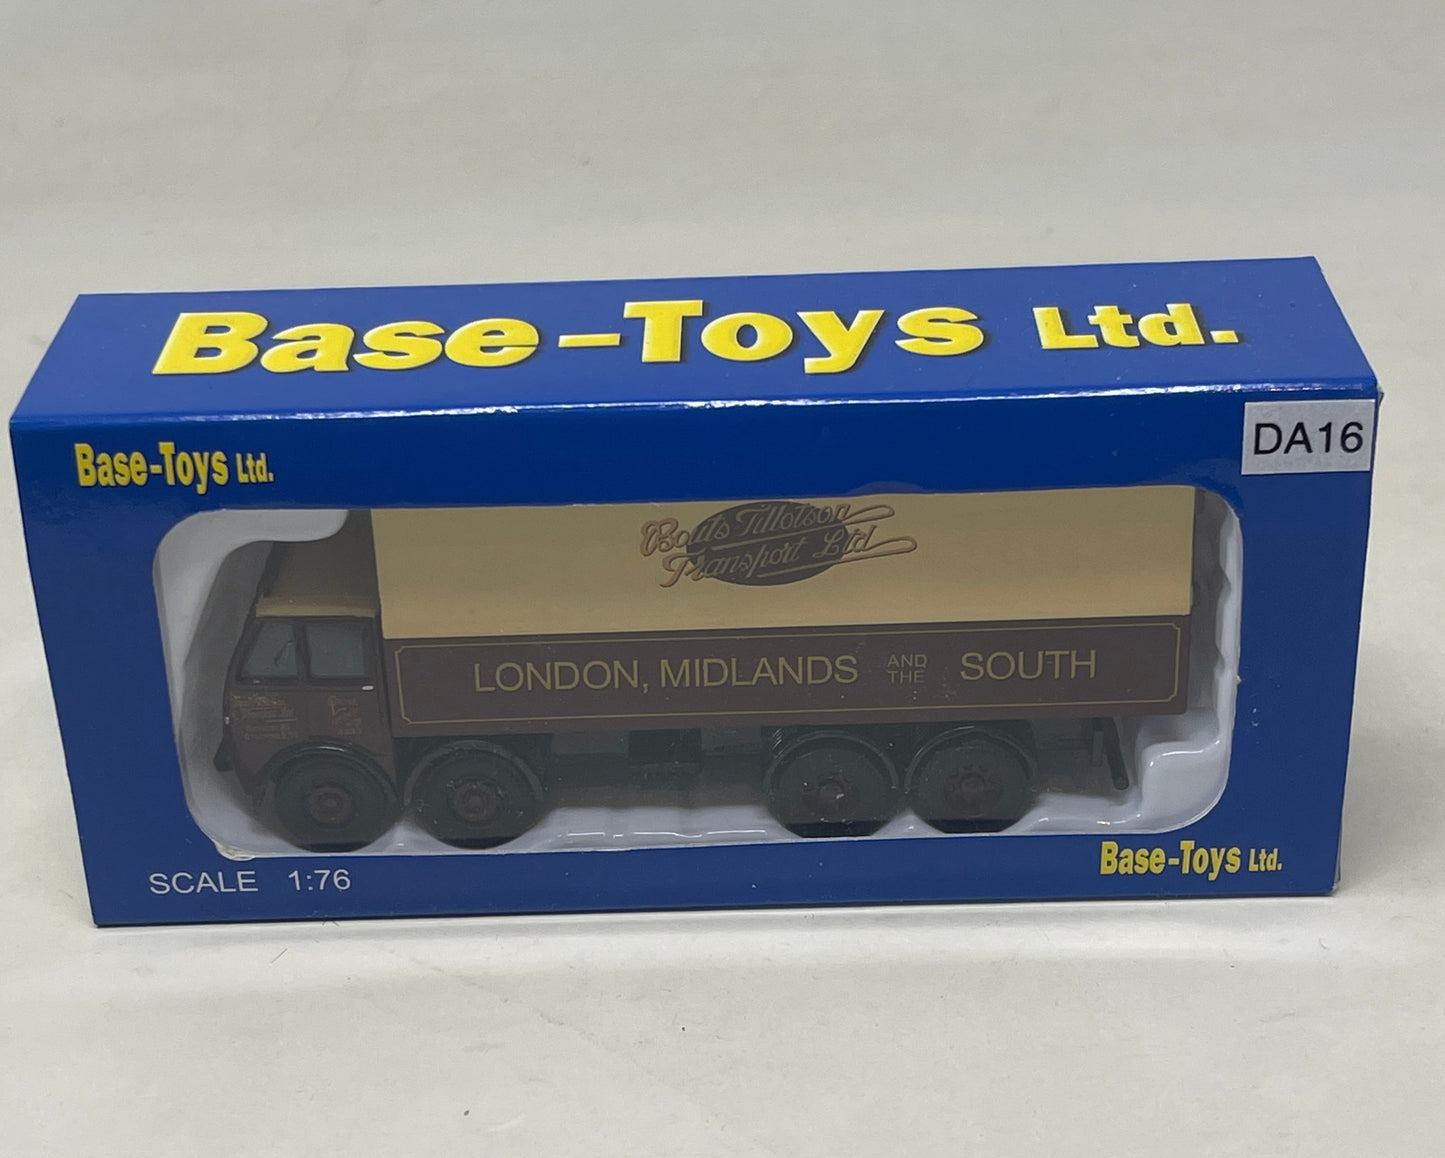 Base-Toys Ltd.
Base-Toys Ltd.
DA16
Bouts Tillotson
Transport Ltd
LONDON, MIDLANDS AND THE SOUTH
SCALE 1:76
Base-Toys Ltd.